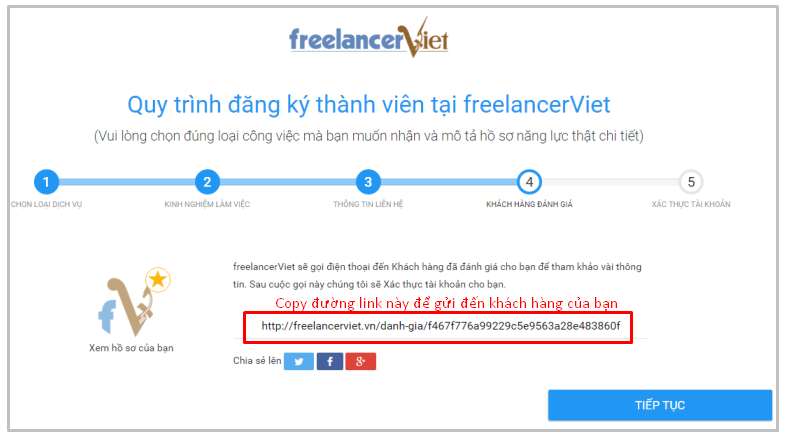 freelancerViet
Quy trình đăng ký thành viên tại freelancerViet
(Vui lòng chọn đúng loại công việc mà bạn muốn nhận và mô tả hồ sơ năng lực thật chi tiết)
1 2 3 4 5
CHỌN LOẠI DỊCH VỤ KINH NGHIỆM LÀM VIỆC THÔNG TIN LIÊN HỆ KHÁCH HÀNG ĐÁNH GIÁ XÁC THỰC TÀI KHOẢN
freelancerViet sẽ gọi điện thoại đến Khách hàng đã đánh giá cho bạn để tham khảo vài thông
tin. Sau cuộc gọi này chúng tôi sẽ Xác thực tài khoản cho bạn.
Copy đường link này để gửi đến khách hàng của bạn
http://freelancerviet.vn/danh-gia/f467f776a99229c5e9563a28e483860f
fV
Xem hồ sơ của bạn
Chia sẻ lên f g+
TIẾP TỤC